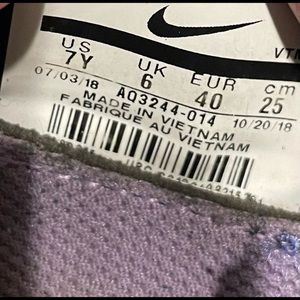 VTN
US UK EUR cm
7Y 6 40 25
07/03/18 AQ3244-014 10/20/18
MADE IN VIETNAM
FABRIQUE AU VIETNAM